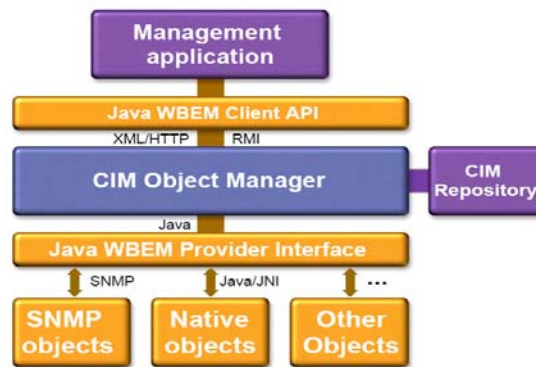 Management
application
Java WBEM Client API
XML/HTTP RMI
CIM Object Manager
CIM
Repository
Java
Java WBEM Provider Interface
SNMP Java/JNI ...
SNMP
objects
Native
objects
Other
Objects